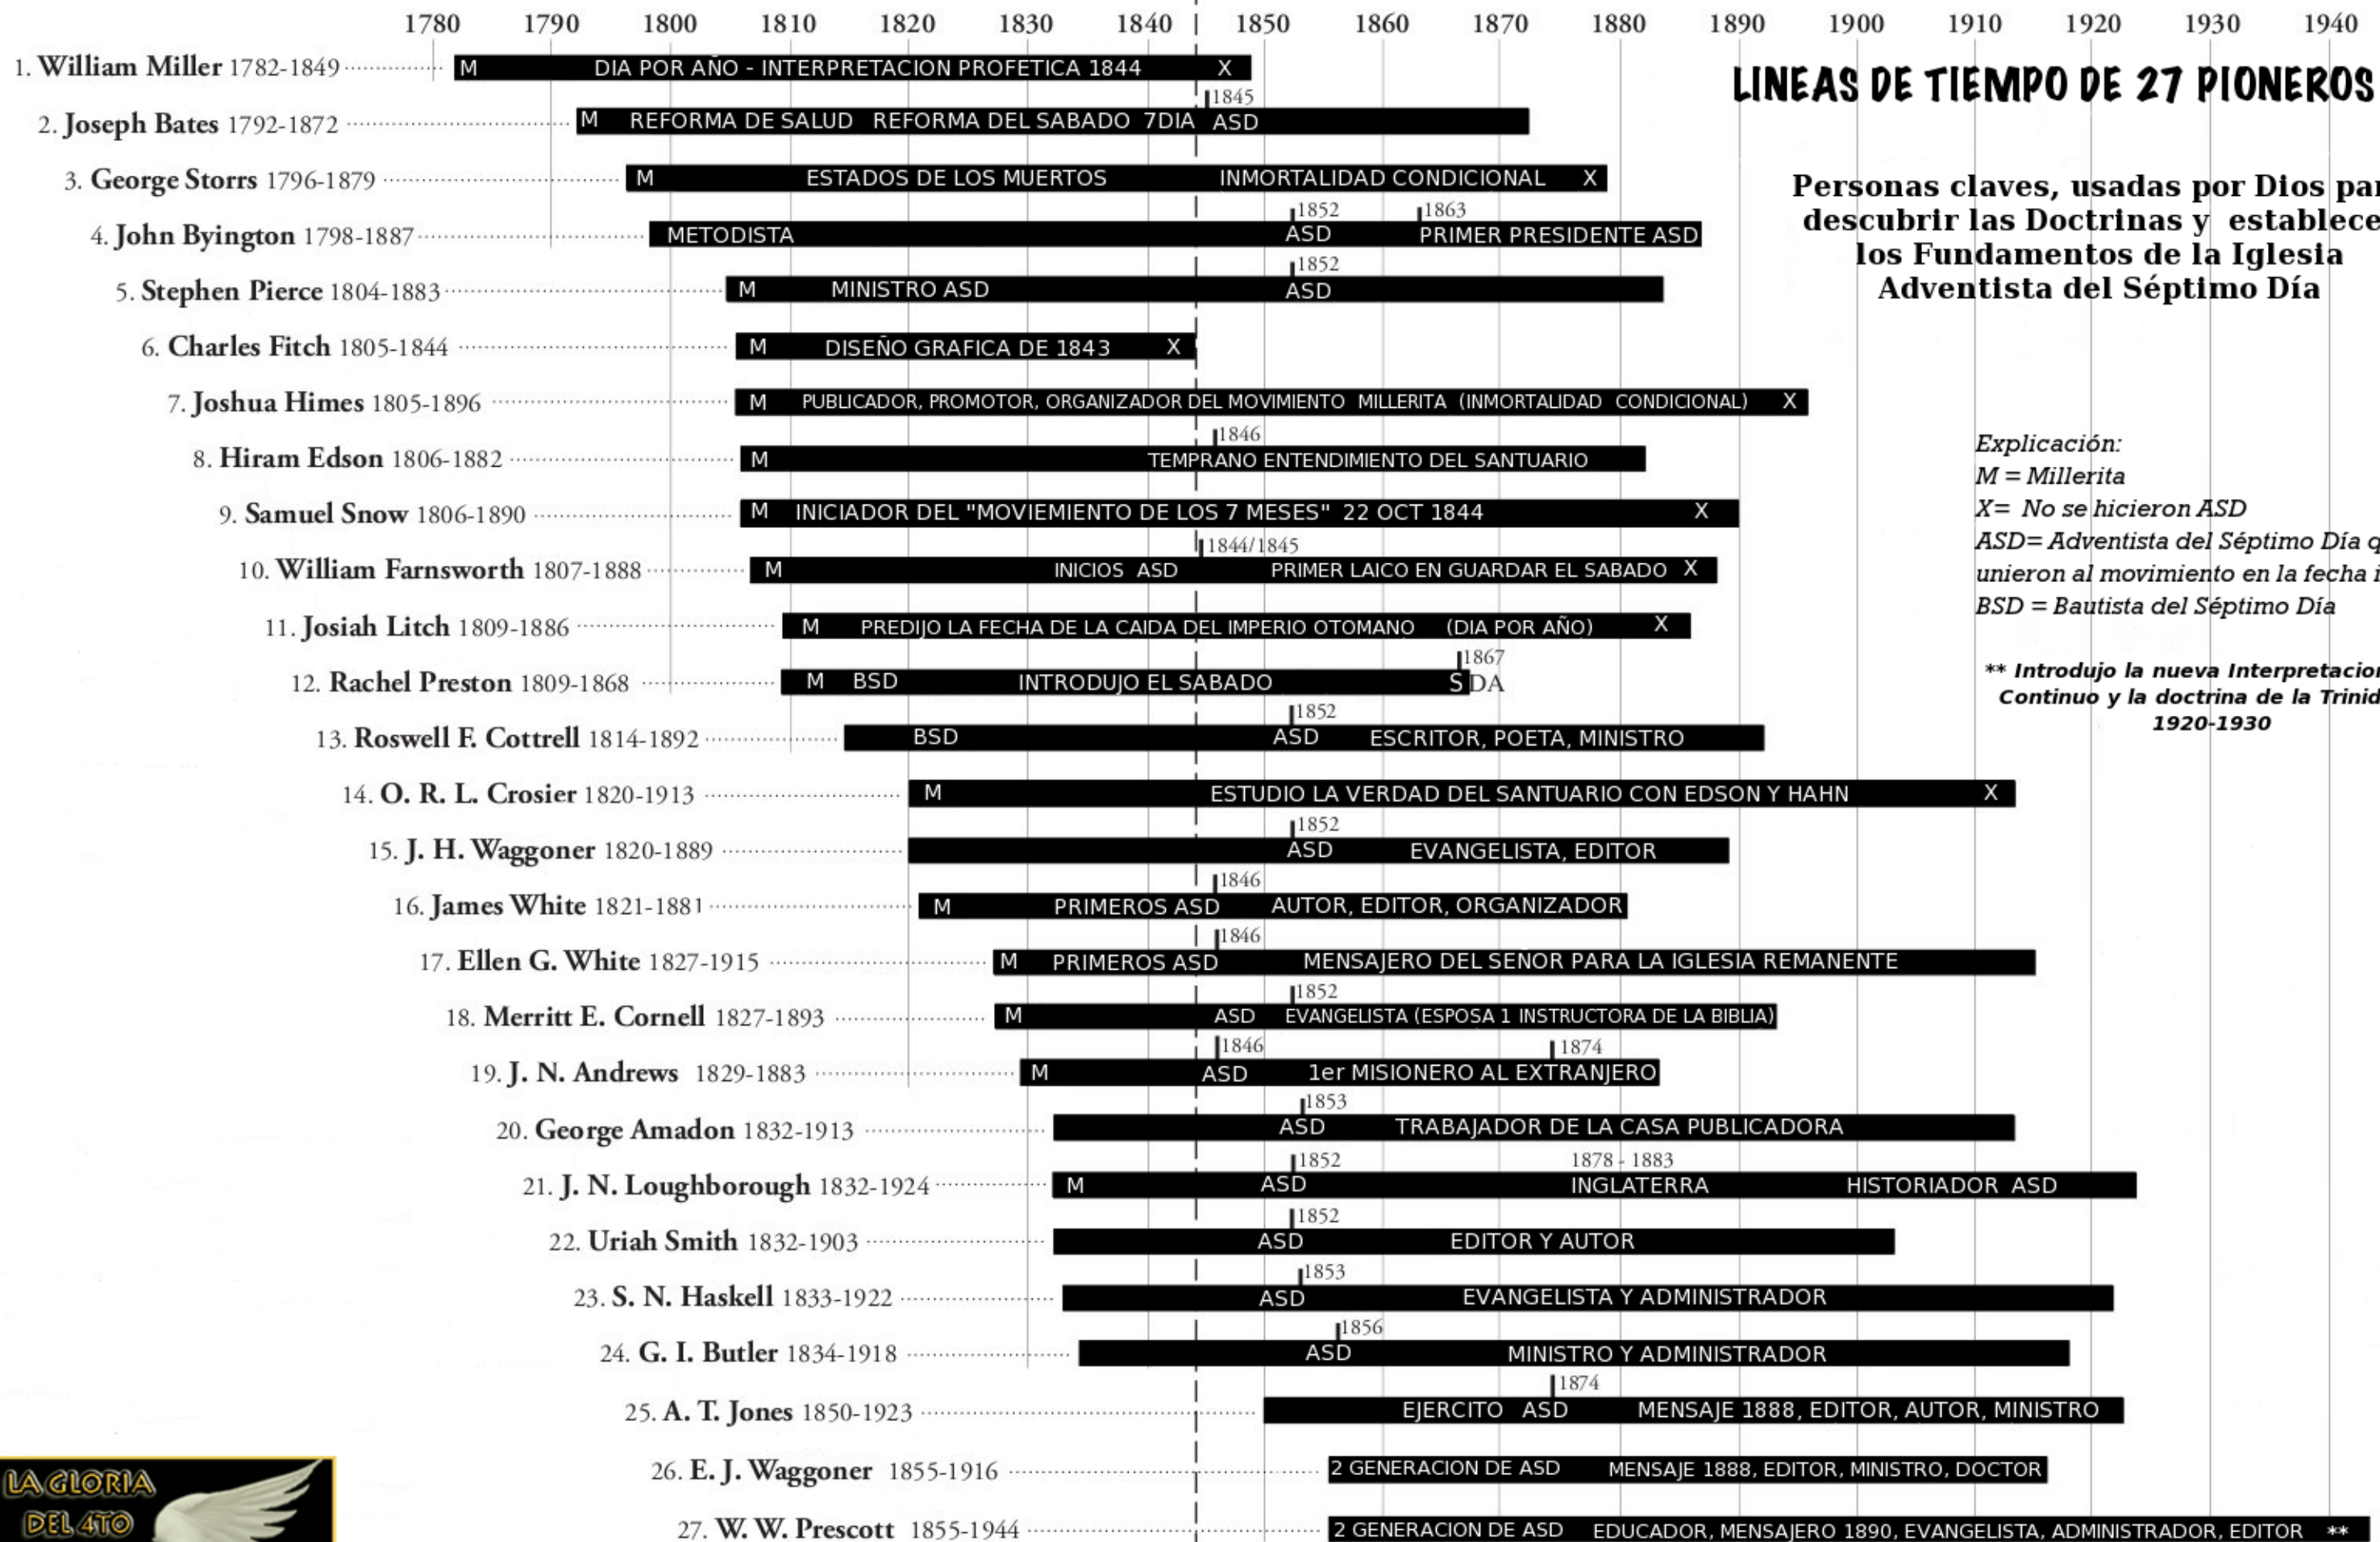 1780 1790 1800 1810 1820 1830 1840 1850 1860 1870 1880 1890 1900 1910 1920 1930 1940
LINEAS DE TIEMPO DE 27 PIONEROS
1. William Miller 1782-1849 M DIA POR AÑO - INTERPRETACION PROFETICA 1844 X
1845
2. Joseph Bates 1792-1872 M REFORMA DE SALUD REFORMA DEL SABADO 7DIA ASD
3. George Storrs 1796-1879 M ESTADOS DE LOS MUERTOS INMORTALIDAD CONDICIONAL X
1852 1863
4. John Byington 1798-1887 METODISTA ASD PRIMER PRESIDENTE ASD
1852
5. Stephen Pierce 1804-1883 M MINISTRO ASD ASD
6. Charles Fitch 1805-1844 M DISEÑO GRAFICA DE 1843 X
7. Joshua Himes 1805-1896 M PUBLICADOR, PROMOTOR, ORGANIZADOR DEL MOVIMIENTO MILLERITA (INMORTALIDAD CONDICIONAL) X
1846
8. Hiram Edson 1806-1882 M TEMPRANO ENTENDIMIENTO DEL SANTUARIO
9. Samuel Snow 1806-1890 M INICIADOR DEL "MOVIEMIENTO DE LOS 7 MESES" 22 OCT 1844 X
1844/1845
10. William Farnsworth 1807-1888 M INICIOS ASD PRIMER LAICO EN GUARDAR EL SABADO X
11. Josiah Litch 1809-1886 M PREDIJO LA FECHA DE LA CAIDA DEL IMPERIO OTOMANO (DIA POR AÑO) X
1867
12. Rachel Preston 1809-1868 M BSD INTRODUJO EL SABADO SDA
1852
13. Roswell F. Cottrell 1814-1892 BSD ASD ESCRITOR, POETA, MINISTRO
14. O. R. L. Crosier 1820-1913 M ESTUDIO LA VERDAD DEL SANTUARIO CON EDSON Y HAHN X
1852
15. J. H. Waggoner 1820-1889 ASD EVANGELISTA, EDITOR
1846
16. James White 1821-1881 M PRIMEROS ASD AUTOR, EDITOR, ORGANIZADOR
1846
17. Ellen G. White 1827-1915 M PRIMEROS ASD MENSAJERO DEL SENOR PARA LA IGLESIA REMANENTE
1852
18. Merritt E. Cornell 1827-1893 M ASD EVANGELISTA (ESPOSA 1 INSTRUCTORA DE LA BIBLIA)
1846 1874
19. J. N. Andrews 1829-1883 M ASD 1er MISIONERO AL EXTRANJERO
1853
20. George Amadon 1832-1913 ASD TRABAJADOR DE LA CASA PUBLICADORA
1852 1878 - 1883
21. J. N. Loughborough 1832-1924 M ASD INGLATERRA HISTORIADOR ASD
1852
22. Uriah Smith 1832-1903 ASD EDITOR Y AUTOR
1853
23. S. N. Haskell 1833-1922 ASD EVANGELISTA Y ADMINISTRADOR
1856
24. G. I. Butler 1834-1918 ASD MINISTRO Y ADMINISTRADOR
1874
25. A. T. Jones 1850-1923 EJERCITO ASD MENSAJE 1888, EDITOR, AUTOR, MINISTRO
26. E. J. Waggoner 1855-1916 2 GENERACION DE ASD MENSAJE 1888, EDITOR, MINISTRO, DOCTOR
27. W. W. Prescott 1855-1944 2 GENERACION DE ASD EDUCADOR, MENSAJERO 1890, EVANGELISTA, ADMINISTRADOR, EDITOR **
Personas claves, usadas por Dios
descubrir las Doctrinas y establece
los Fundamentos de la Iglesia
Adventista del Séptimo Día
Explicación:
M = Millerita
X= No se hicieron ASD
ASD= Adventista del Séptimo Día
unieron al movimiento en la fecha
BSD = Bautista del Séptimo Día
** Introdujo la nueva Interpretacion
Continuo y la doctrina de la
1920-1930
LA GLORIA
DEL 4TO